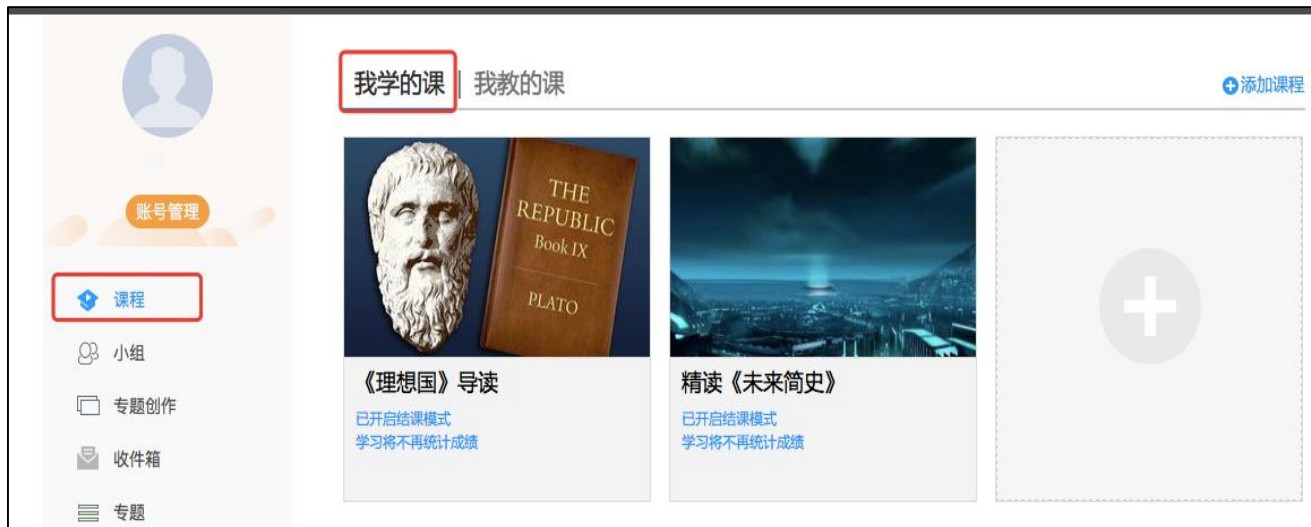 账号管理
课程
小组
专题创作
收件箱
专题
我学的课 | 我教的课
添加课程
THE
REPUBLIC
Book IX
PLATO
《理想国》导读
已开启结课模式
学习将不再统计成绩
精读《未来简史》
已开启结课模式
学习将不再统计成绩